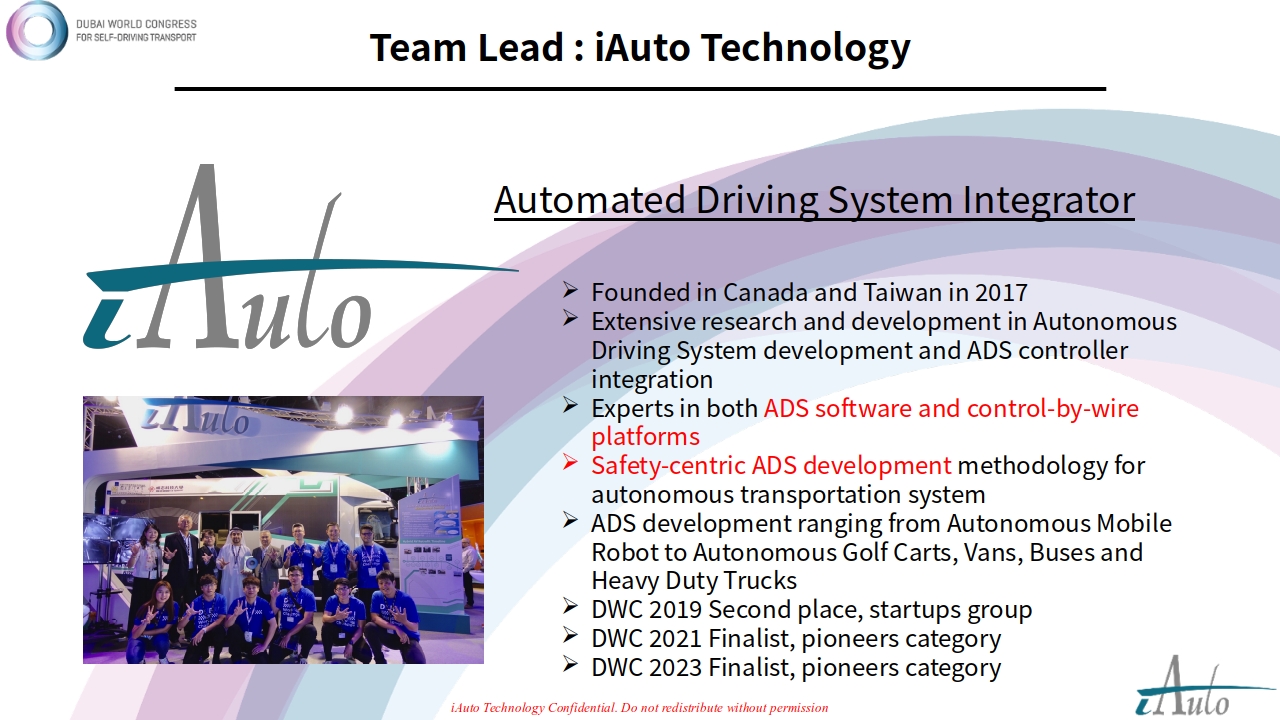 DUBAI WORLD CONGRESS
FOR SELF-DRIVING TRANSPORT
Team Lead : iAuto Technology
iAuto
Automated Driving System Integrator
➢ Founded in Canada and Taiwan in 2017
➢ Extensive research and development in Autonomous
Driving System development and ADS controller
integration
➢ Experts in both ADS software and control-by-wire
platforms
➢ Safety-centric ADS development methodology for
autonomous transportation system
➢ ADS development ranging from Autonomous Mobile
Robot to Autonomous Golf Carts, Vans, Buses and
Heavy Duty Trucks
➢ DWC 2019 Second place, startups group
➢ DWC 2021 Finalist, pioneers category
➢ DWC 2023 Finalist, pioneers category
iAuto
iAuto Technology Confidential. Do not redistribute without permission
iAuto